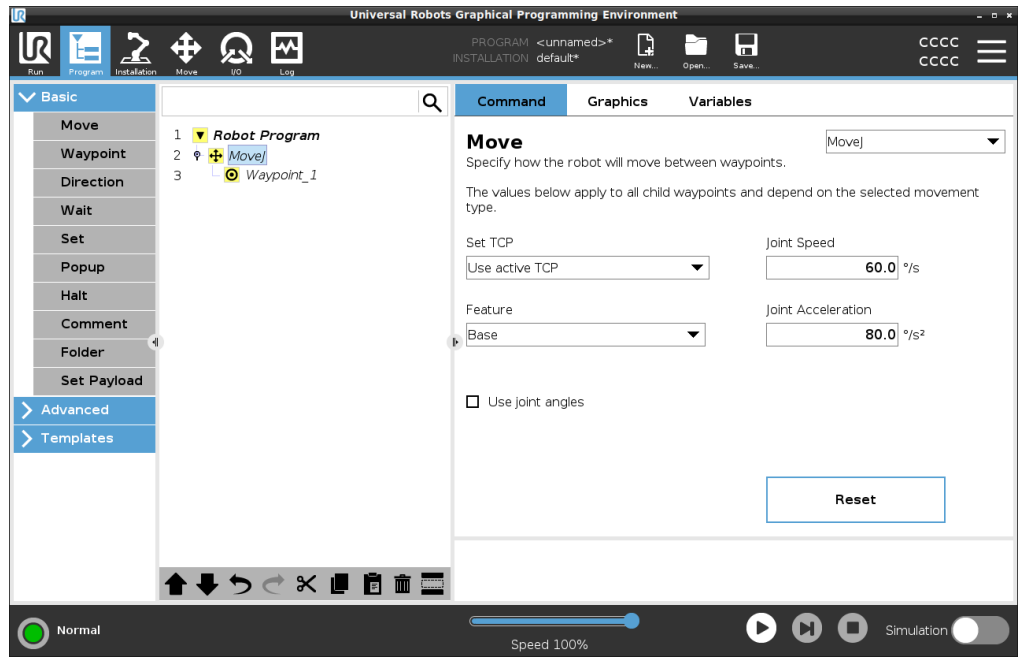 UR
Universal Robots Graphical Programming Environment
UR
Run
Program
Installation
Move
I/O
Log
PROGRAM <unnamed>*
INSTALLATION default*
New...
Open...
Save...
CCCC
CCCC
Basic
Move
Waypoint
Direction
Wait
Set
Popup
Halt
Comment
Folder
Set Payload
Advanced
Templates
1 Robot Program
2 MoveJ
3 Waypoint_1
Command Graphics Variables
Move
MoveJ
Specify how the robot will move between waypoints.
The values below apply to all child waypoints and depend on the selected movement
type.
Set TCP
Use active TCP
Joint Speed
60.0 °/s
Feature
Base
Joint Acceleration
80.0 °/s²
Use joint angles
Reset
Normal
Speed 100%
Simulation